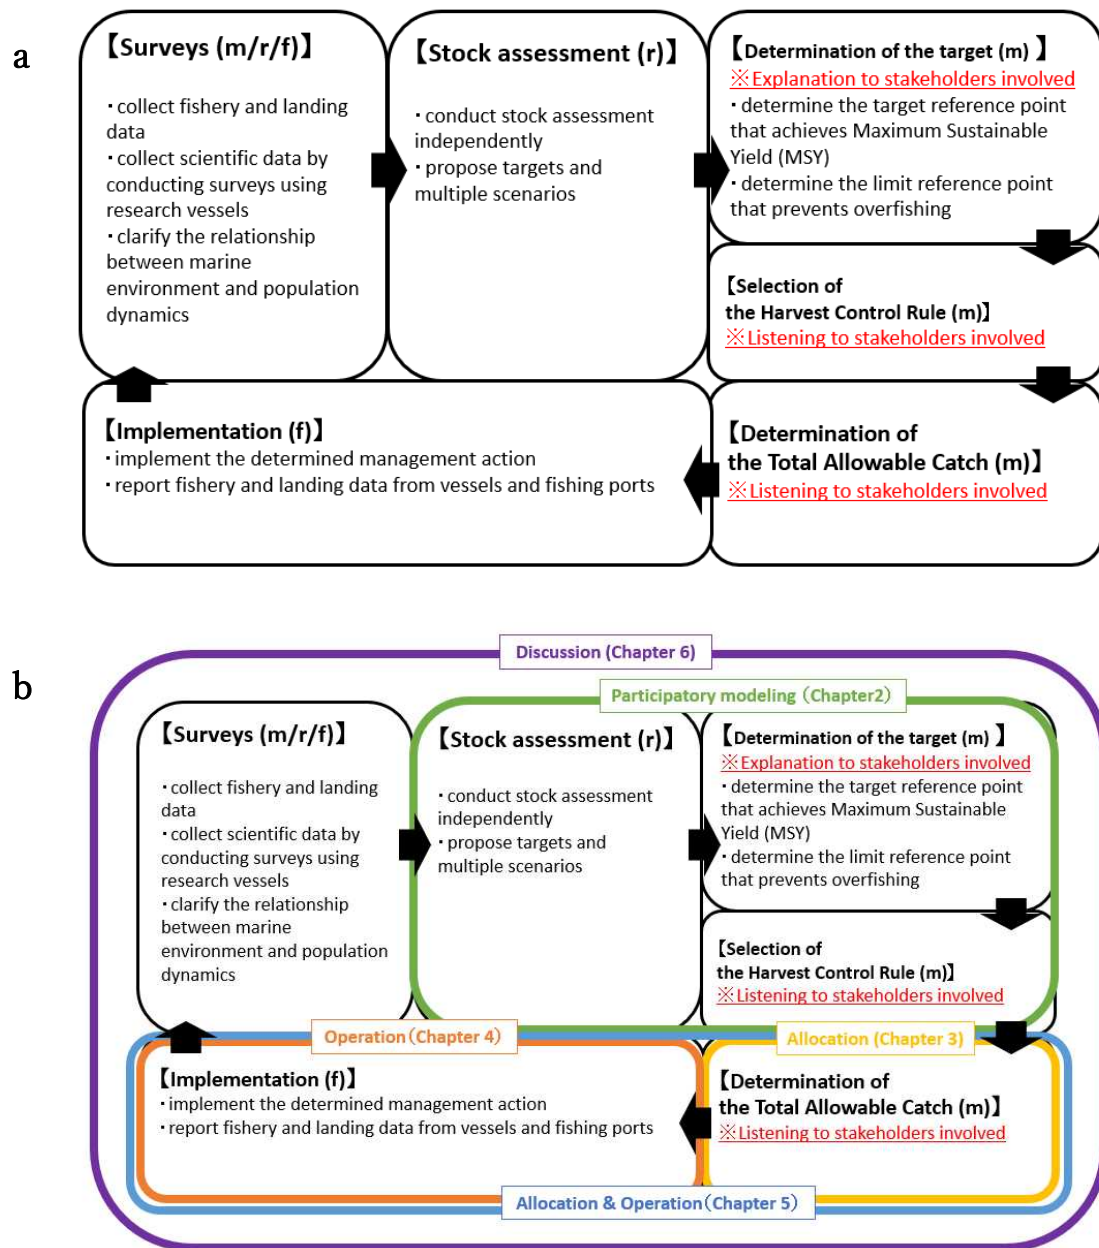 a
【Surveys (m/r/f)】
・collect fishery and landing
data
・collect scientific data by
conducting surveys using
research vessels
・clarify the relationship
between marine
environment and population
dynamics
【Stock assessment (r)】
・conduct stock assessment
independently
・propose targets and
multiple scenarios
【Determination of the target (m) 】
※Explanation to stakeholders involved
・determine the target reference point
that achieves Maximum Sustainable
Yield (MSY)
・determine the limit reference point
that prevents overfishing
【Selection of
the Harvest Control Rule (m)】
※Listening to stakeholders involved
【Determination of
the Total Allowable Catch (m)】
※Listening to stakeholders involved
【Implementation (f)】
・implement the determined management action
・report fishery and landing data from vessels and fishing ports
b
Discussion (Chapter 6)
Participatory modeling（Chapter2）
【Surveys (m/r/f)】
・collect fishery and landing
data
・collect scientific data by
conducting surveys using
research vessels
・clarify the relationship
between marine
environment and population
dynamics
【Stock assessment (r)】
・conduct stock assessment
independently
・propose targets and
multiple scenarios
【Determination of the target (m) 】
※Explanation to stakeholders involved
・determine the target reference point
that achieves Maximum Sustainable
Yield (MSY)
・determine the limit reference point
that prevents overfishing
【Selection of
the Harvest Control Rule (m)】
※Listening to stakeholders involved
Operation（Chapter 4）
Allocation (Chapter 3)
【Implementation (f)】
・implement the determined management action
・report fishery and landing data from vessels and fishing ports
【Determination of
the Total Allowable Catch (m)】
※Listening to stakeholders involved
Allocation & Operation（Chapter 5）